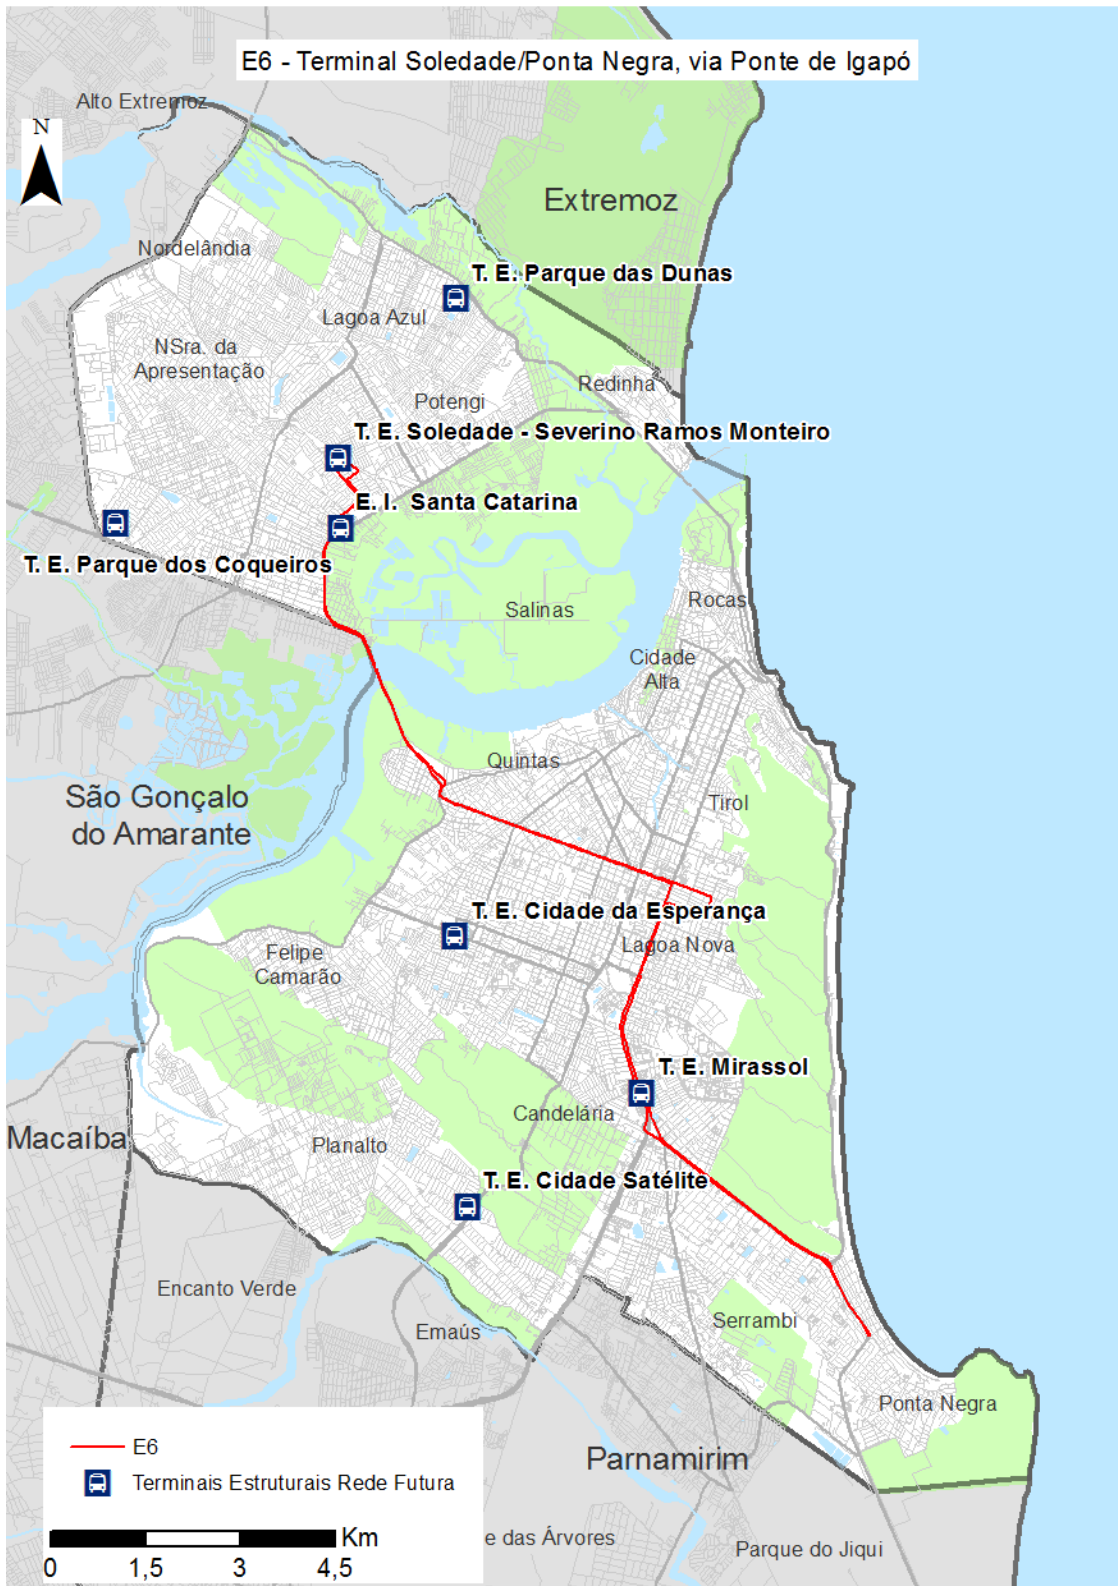 E6 - Terminal Soledade/Ponta Negra, via Ponte de Igapó
Alto Extremoz
N
Extremoz
Nordelândia
T. E. Parque das Dunas
Lagoa Azul
NSra. da
Apresentação
Redinha
Potengi
T. E. Soledade - Severino Ramos Monteiro
E. I. Santa Catarina
T. E. Parque dos Coqueiros
Salinas
Rocas
Cidade
Alta
Quintas
São Gonçalo
do Amarante
Tirol
T. E. Cidade da Esperança
Lagoa Nova
Felipe
Camarão
T. E. Mirassol
Candelária
Macaíba
Planalto
T. E. Cidade Satélite
Encanto Verde
Serrambi
Emaús
Ponta Negra
E6
Parnamirim
Terminais Estruturais Rede Futura
Km
e das Árvores
Parque do Jiqui
0 1,5 3 4,5